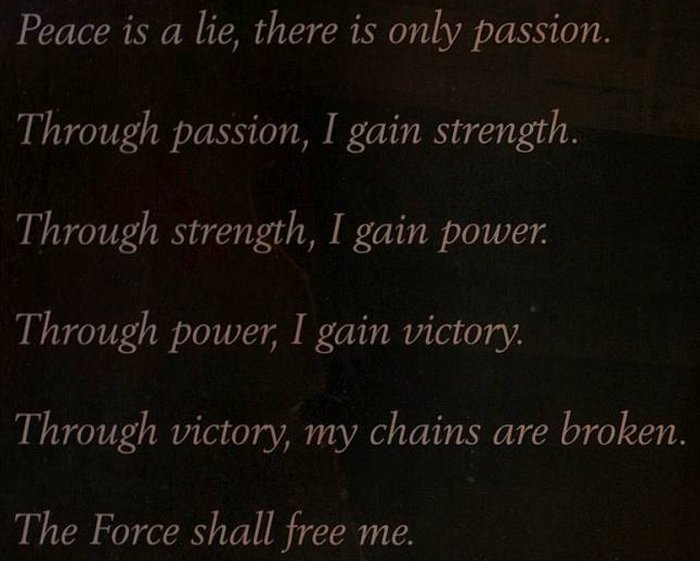 Peace is a lie, there is only passion.
Through passion, I gain strength.
Through strength, I gain power.
Through power, I gain victory.
Through victory, my chains are broken.
The Force shall free me.